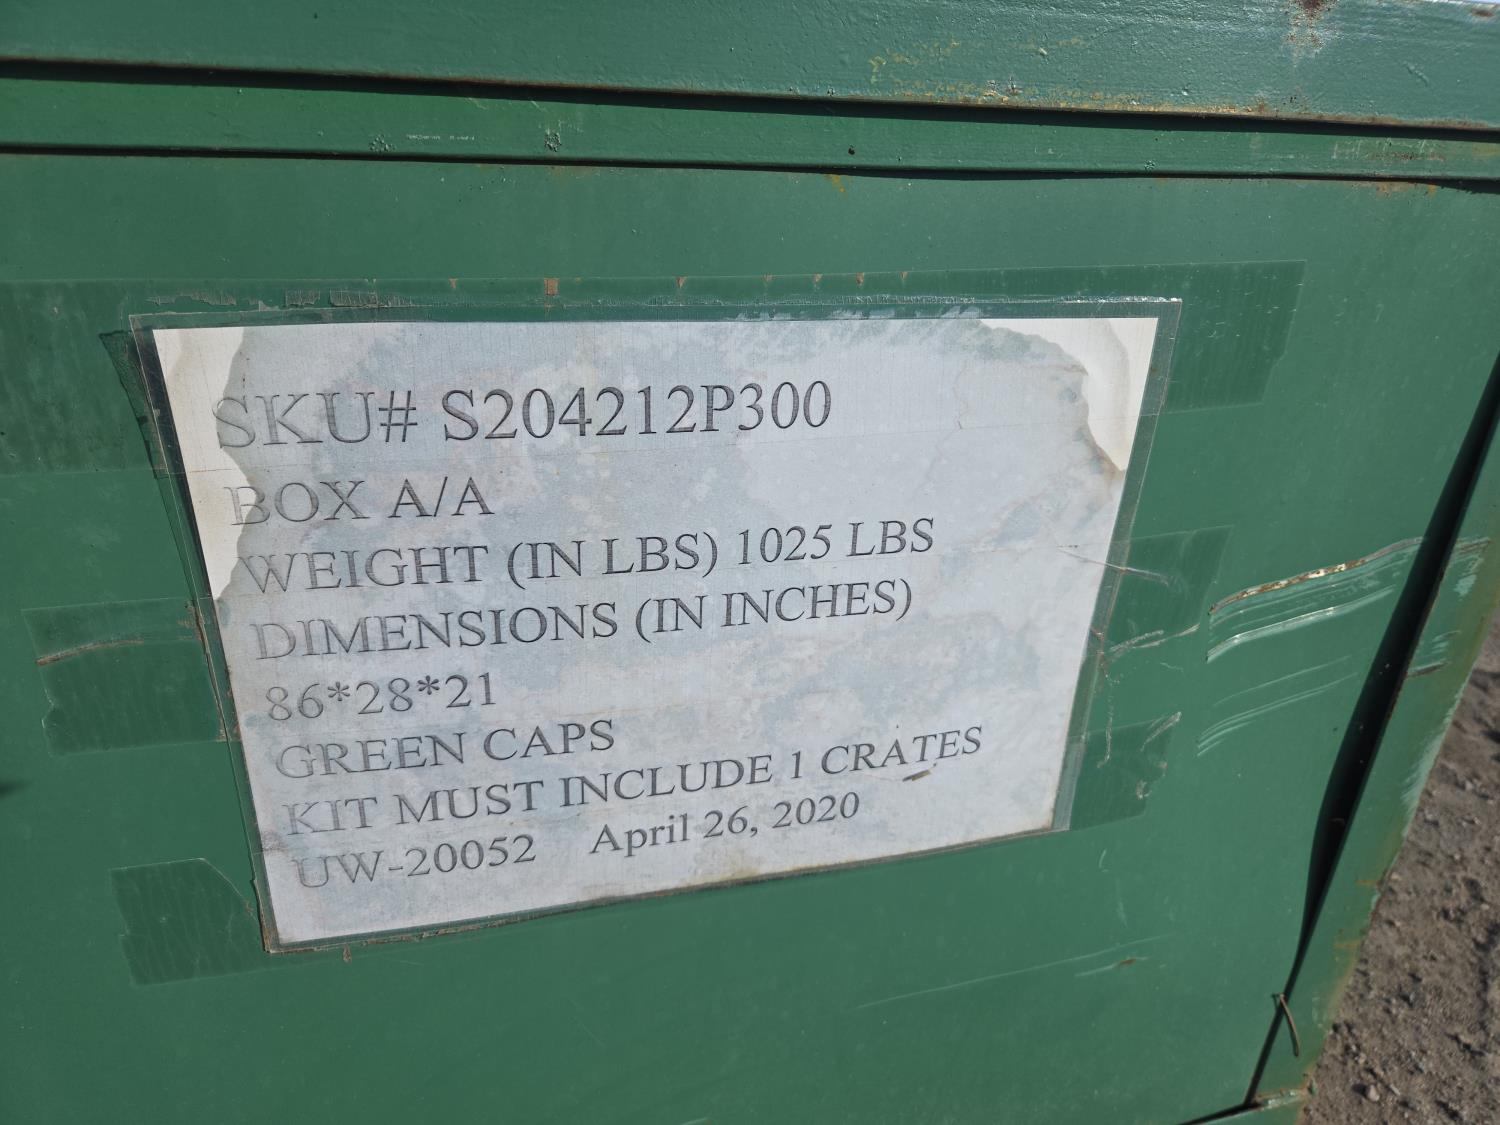 SKU# S204212P300
BOX A/A
WEIGHT (IN LBS) 1025 LBS
DIMENSIONS (IN INCHES)
86*28*21
GREEN CAPS
KIT MUST INCLUDE 1 CRATES
UW-20052 April 26, 2020